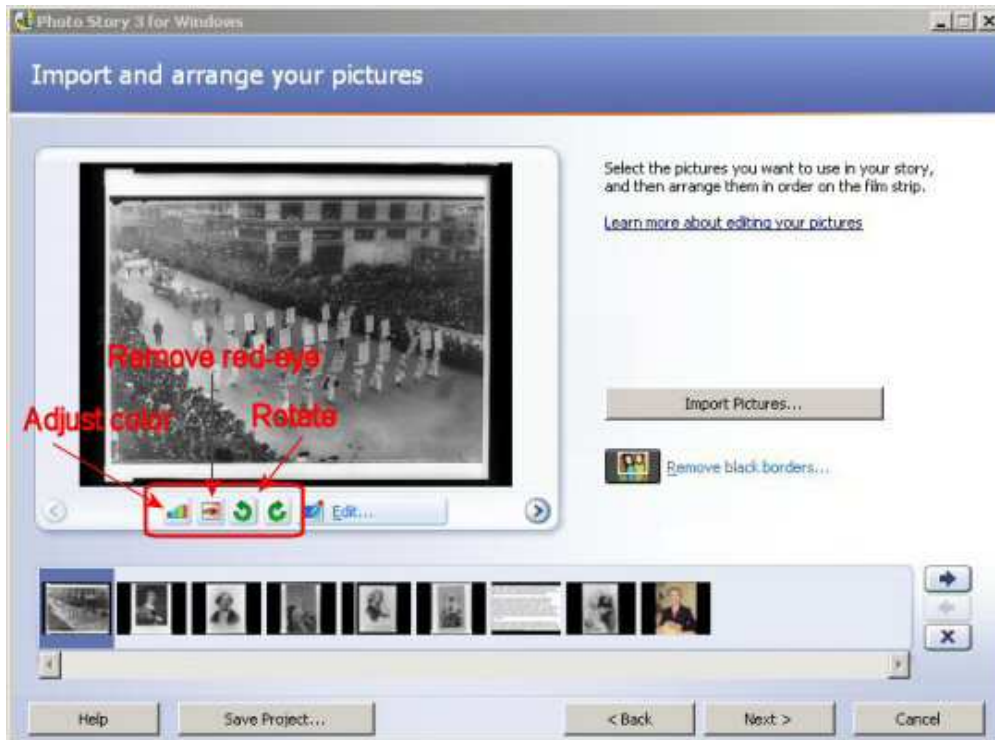 Photo Story 3 for Windows
Import and arrange your pictures
Select the pictures you want to use in your story,
and then arrange them in order on the film strip.
Learn more about editing your pictures
Remove red-eye
Adjust color
Rotate
Import Pictures...
Remove black borders...
Edit...
Help
Save Project...
< Back
Next >
Cancel